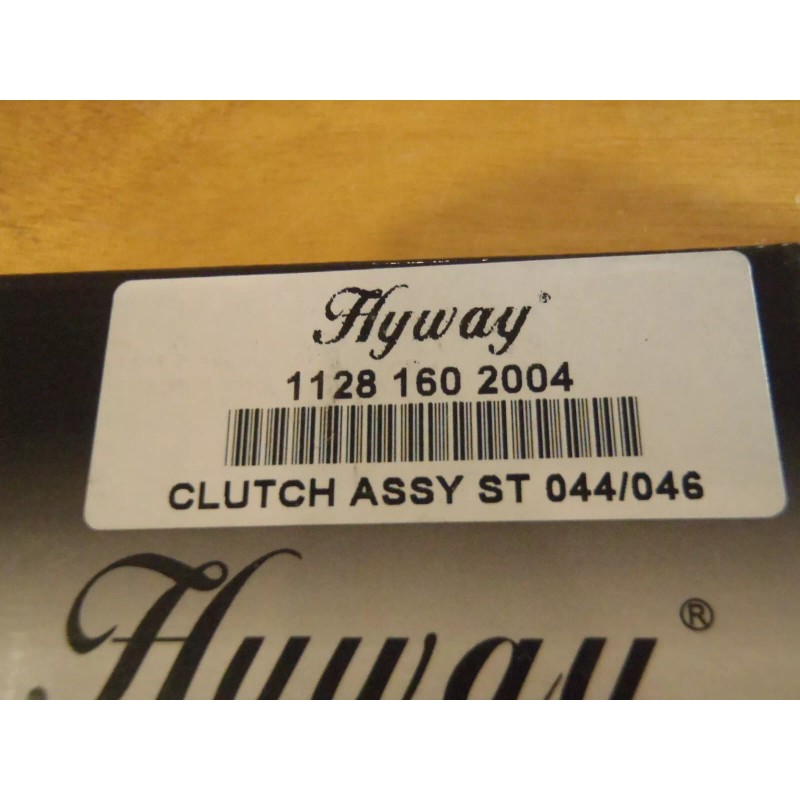 Hyway®
1128 160 2004
CLUTCH ASSY ST 044/046
Hyway®